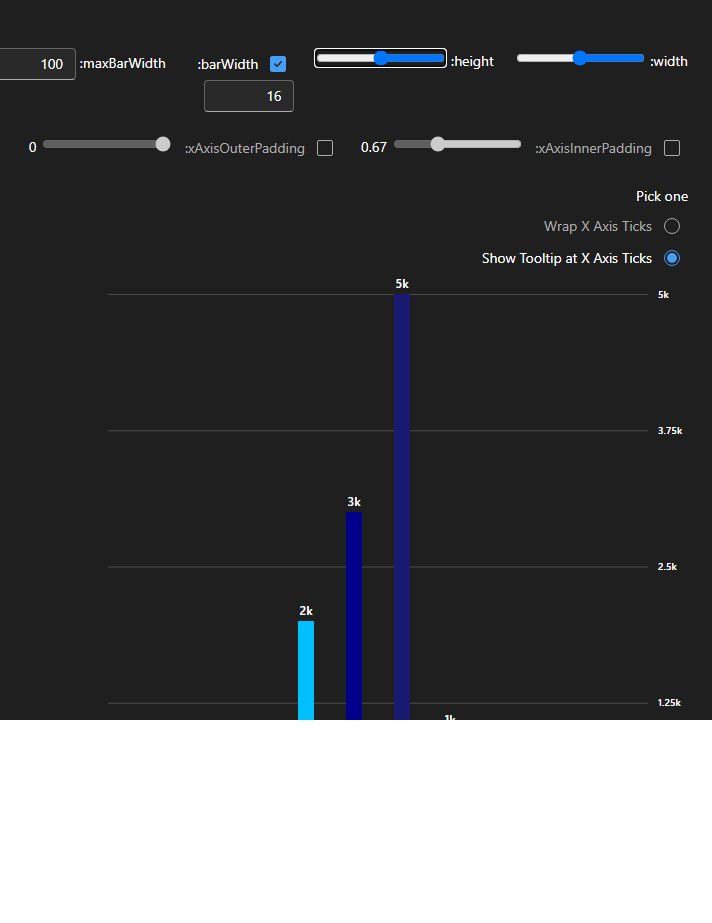 100 :maxBarWidth
:barWidth
:height
:width
16
0 :xAxisOuterPadding
0.67 :xAxisInnerPadding
Pick one
Wrap X Axis Ticks
Show Tooltip at X Axis Ticks
5k
5k
3.75k
3k
2.5k
2k
1.25k
1k